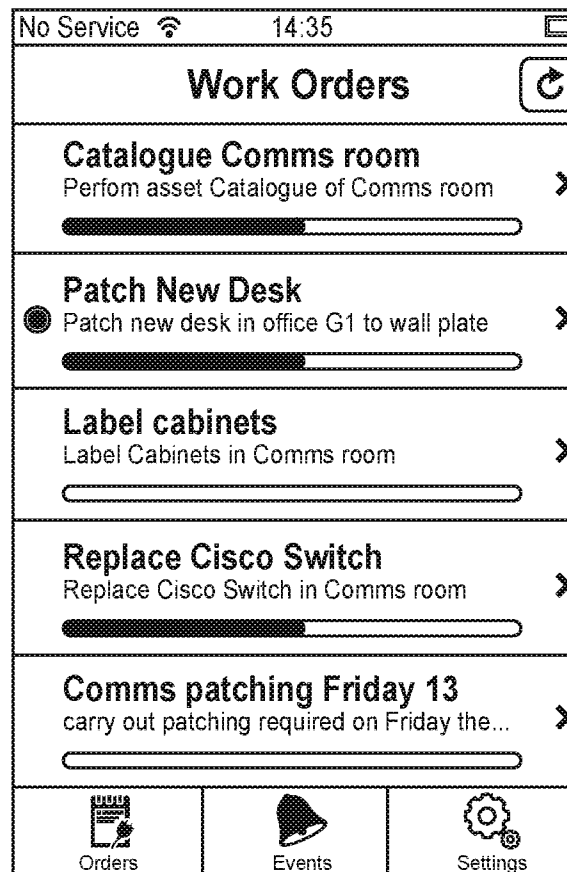 No Service 14:35
Work Orders
Catalogue Comms room
Perfom asset Catalogue of Comms room
Patch New Desk
Patch new desk in office G1 to wall plate
Label cabinets
Label Cabinets in Comms room
Replace Cisco Switch
Replace Cisco Switch in Comms room
Comms patching Friday 13
carry out patching required on Friday the...
Orders Events Settings